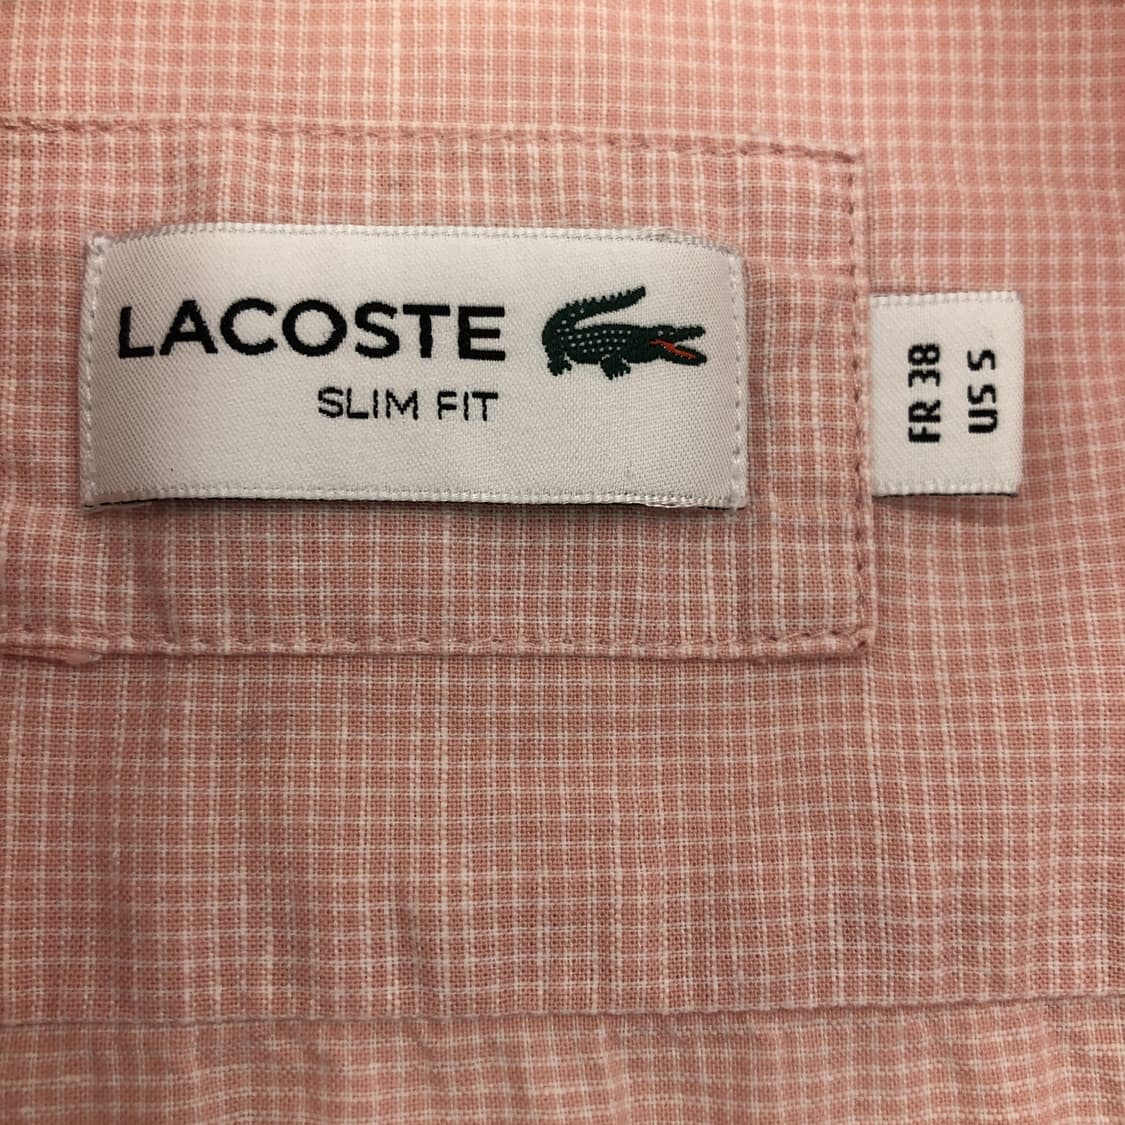 LACOSTE
SLIM FIT
FR 38
US S